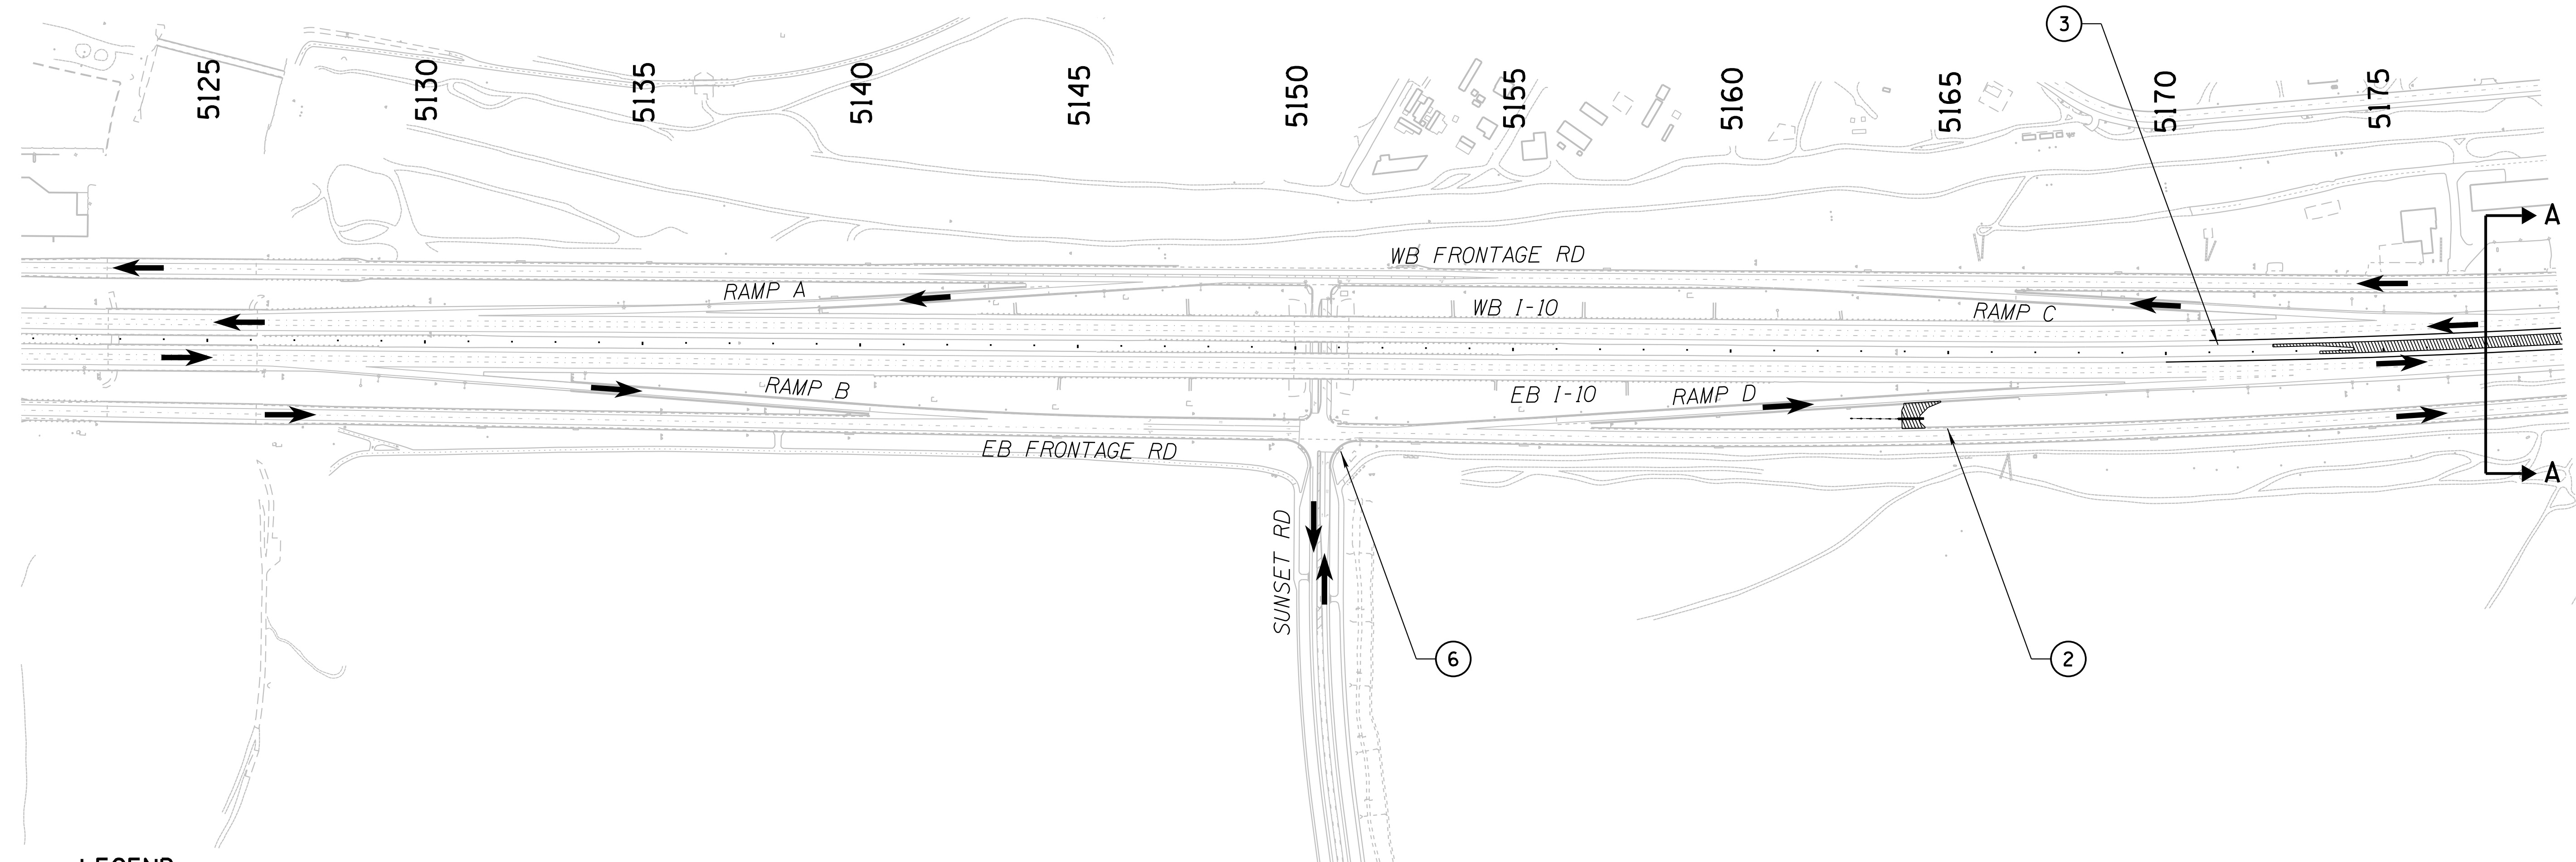 3
5125
5130
5135
5140
5145
5150
5155
5160
5165
5170
5175
A
WB FRONTAGE RD
RAMP A
WB I-10
RAMP C
RAMP B
EB I-10
RAMP D
EB FRONTAGE RD
A
SUNSET RD
6
2
LEGEND